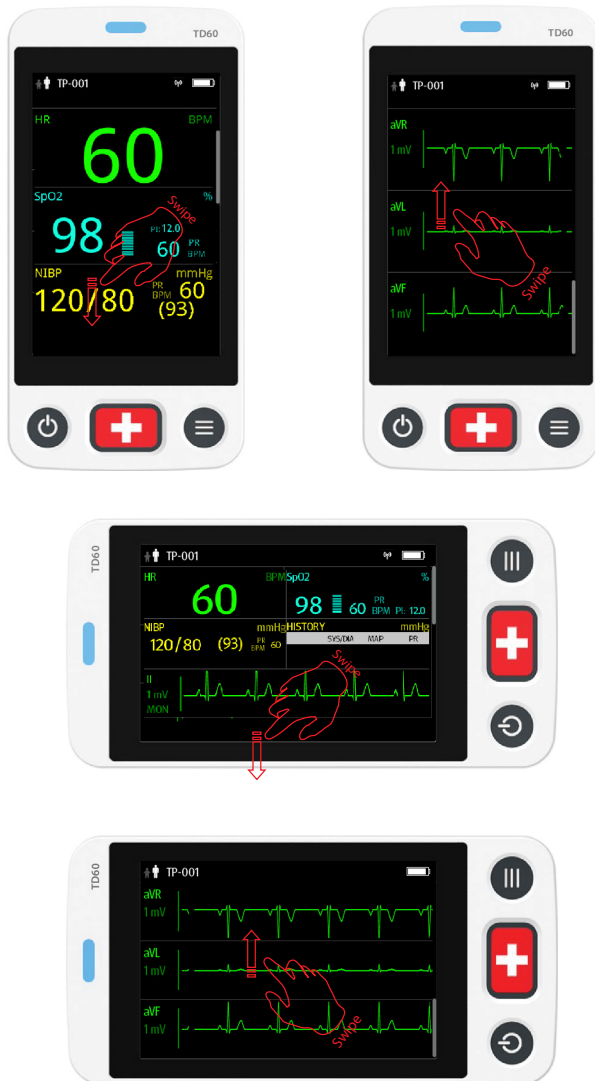 TD60
TP-001
HR BPM
60
SpO2 %
Swipe
98 PI: 12.0
60 PR
BPM
NIBP mmHg
120/80 PR
BPM 60
(93)
TD60
TP-001
aVR
1 mV
aVL
1 mV
Swipe
aVF
1 mV
TD60
TP-001
HR BPM SpO2 %
60 98 60 PR
BPM PI: 12.0
NIBP mmHg HISTORY mmHg
SYS/DIA MAP PR
120/80 (93) PR
BPM 60
Swipe
II
1 mV
MON
TD60
TP-001
aVR
1 mV
aVL
1 mV
aVF
1 mV
Swipe